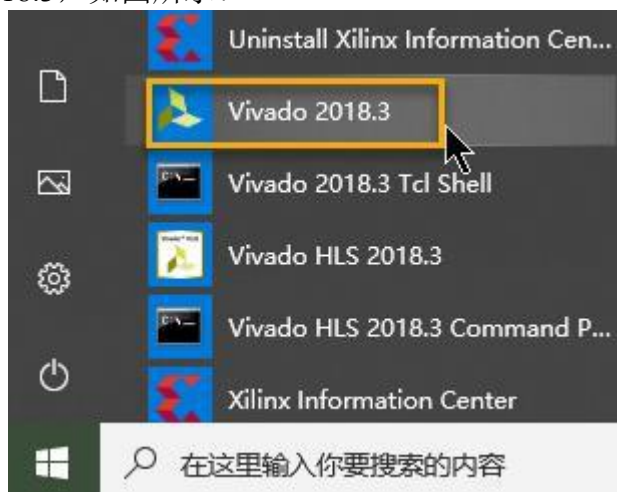 Uninstall Xilinx Information Cen...
Vivado 2018.3
Vivado 2018.3 Tcl Shell
Vivado HLS 2018.3
Vivado HLS 2018.3 Command P...
Xilinx Information Center
在这里输入你要搜索的内容